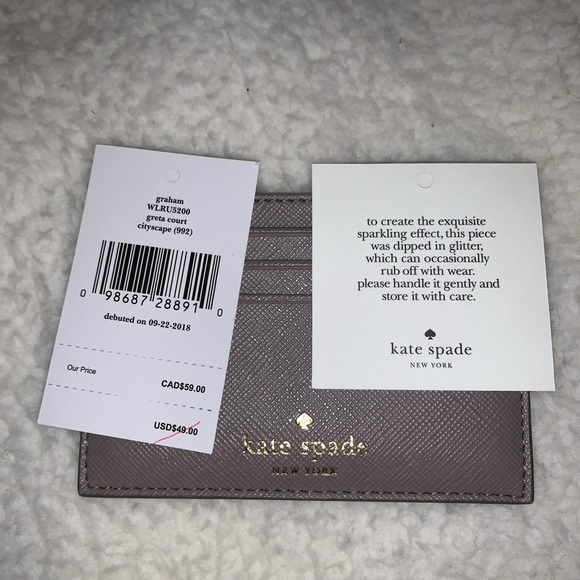 graham
WLRU5200
greta court
cityscape (992)
0 98687 28891 0
debuted on 09-22-2018
Our Price
CAD$59.00
USD$49.00
to create the exquisite
sparkling effect, this piece
was dipped in glitter,
which can occasionally
rub off with wear.
please handle it gently and
store it with care.
kate spade
NEW YORK
kate spade
NEW YORK